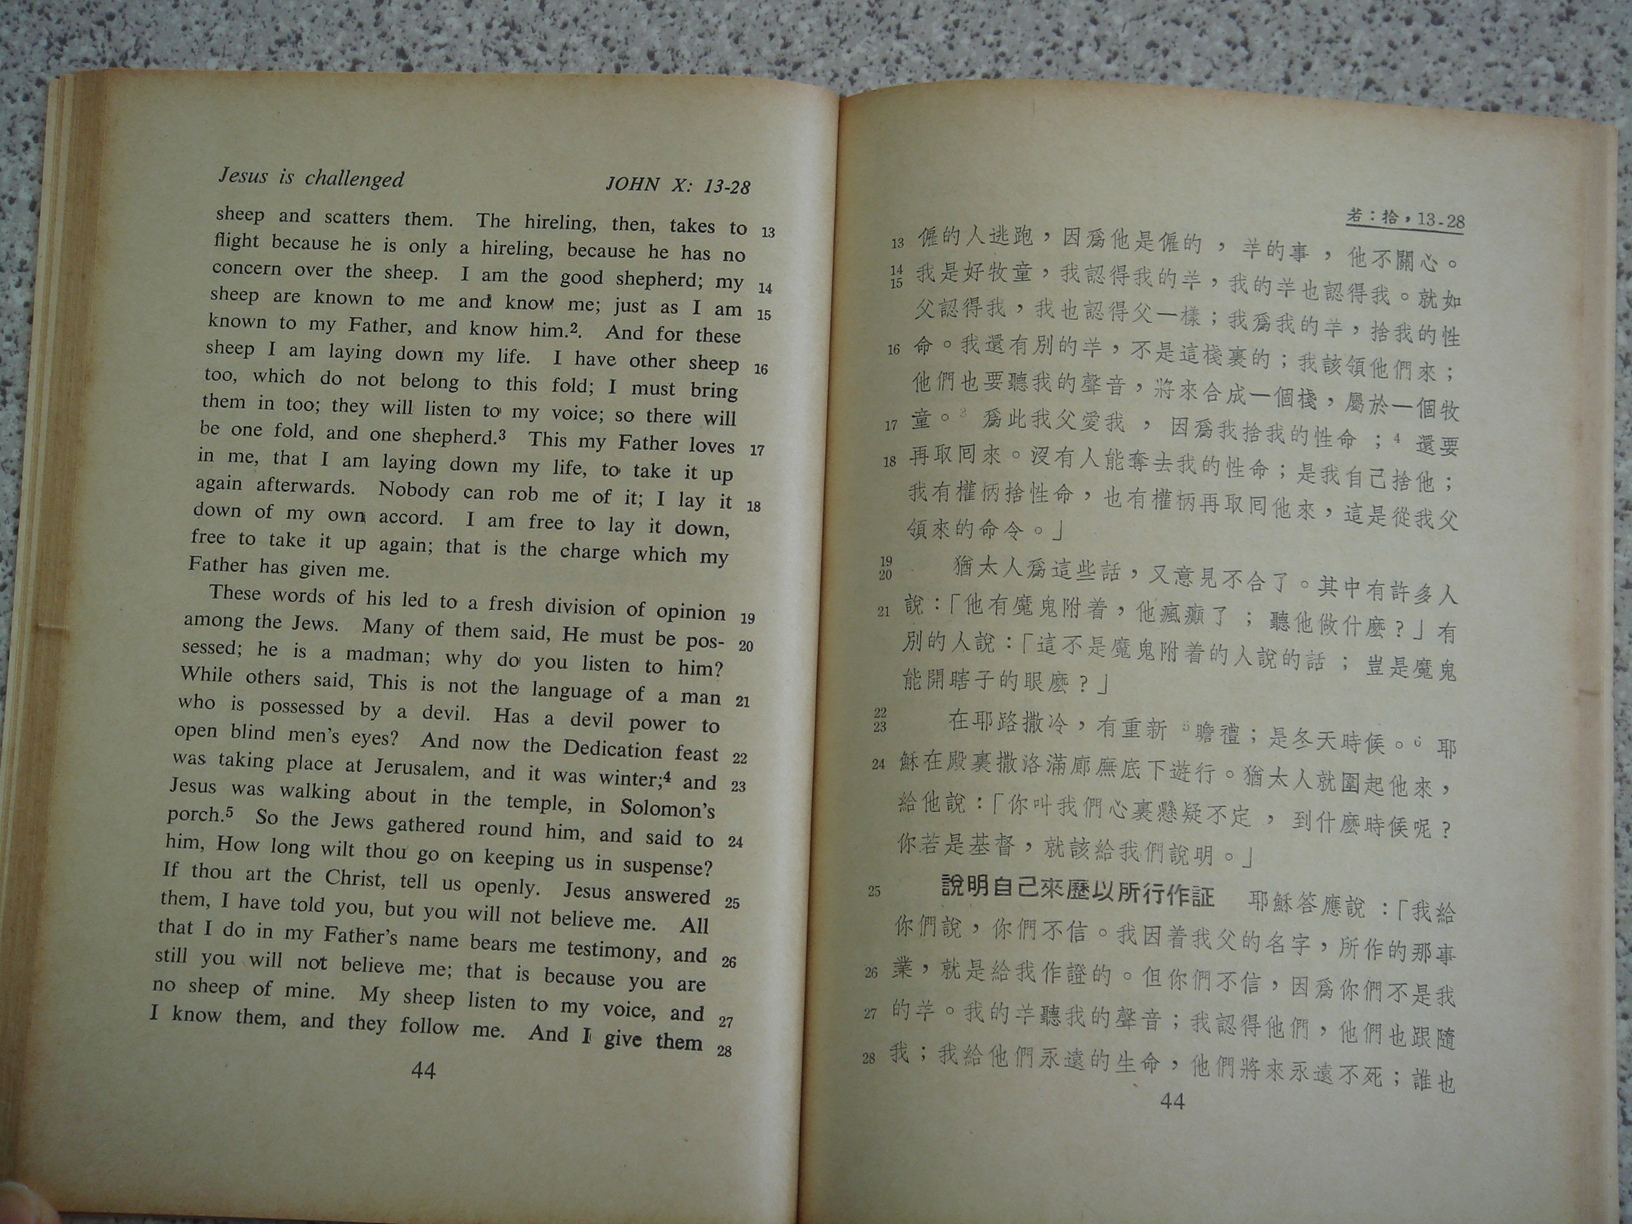 Jesus is challenged JOHN X: 13-28
sheep and scatters them. The hireling, then, takes to 13
flight because he is only a hireling, because he has no
concern over the sheep. I am the good shepherd; my 14
sheep are known to me and know me; just as I am 15
known to my Father, and know him.². And for these
sheep I am laying down my life. I have other sheep 16
too, which do not belong to this fold; I must bring
them in too; they will listen to my voice; so there will
be one fold, and one shepherd.³ This my Father loves 17
in me, that I am laying down my life, to take it up
again afterwards. Nobody can rob me of it; I lay it 18
down of my own accord. I am free to lay it down,
free to take it up again; that is the charge which my
Father has given me.
These words of his led to a fresh division of opinion 19
among the Jews. Many of them said, He must be pos- 20
sessed; he is a madman; why do you listen to him?
While others said, This is not the language of a man 21
who is possessed by a devil. Has a devil power to
open blind men's eyes? And now the Dedication feast 22
was taking place at Jerusalem, and it was winter;⁴ and 23
Jesus was walking about in the temple, in Solomon's
porch.⁵ So the Jews gathered round him, and said to 24
him, How long wilt thou go on keeping us in suspense?
If thou art the Christ, tell us openly. Jesus answered 25
them, I have told you, but you will not believe me. All
that I do in my Father's name bears me testimony, and 26
still you will not believe me; that is because you are
no sheep of mine. My sheep listen to my voice, and 27
I know them, and they follow me. And I give them 28
44
若：拾，13-28
13 僱的人逃跑，因爲他是僱的，羊的事，他不關心。
14 15 我是好牧童，我認得我的羊，我的羊也認得我。就如
父認得我，我也認得父一樣；我爲我的羊，捨我的性
16 命。我還有別的羊，不是這棧裏的；我該領他們來；
他們也要聽我的聲音，將來合成一個棧，屬於一個牧
17 童。³ 爲此我父愛我，因爲我捨我的性命；⁴ 還要
18 再取囘來。沒有人能奪去我的性命；是我自己捨他；
我有權柄捨性命，也有權柄再取囘他來，這是從我父
領來的命令。」
19 20 猶太人爲這些話，又意見不合了。其中有許多人
21 說：「他有魔鬼附着，他瘋癲了；聽他做什麼？」有
別的人說：「這不是魔鬼附着的人說的話；豈是魔鬼
能開瞎子的眼麼？」
22 23 在耶路撒冷，有重新⁵瞻禮；是冬天時候。⁶ 耶
24 穌在殿裏撒洛滿廊廡底下遊行。猶太人就圍起他來，
給他說：「你叫我們心裏懸疑不定，到什麼時候呢？
你若是基督，就該給我們說明。」
25 說明自己來歷以所行作証 耶穌答應說：「我給
你們說，你們不信。我因着我父的名字，所作的那事
26 業，就是給我作證的。但你們不信，因爲你們不是我
27 的羊。我的羊聽我的聲音；我認得他們，他們也跟隨
28 我；我給他們永遠的生命，他們將來永遠不死；誰也
44